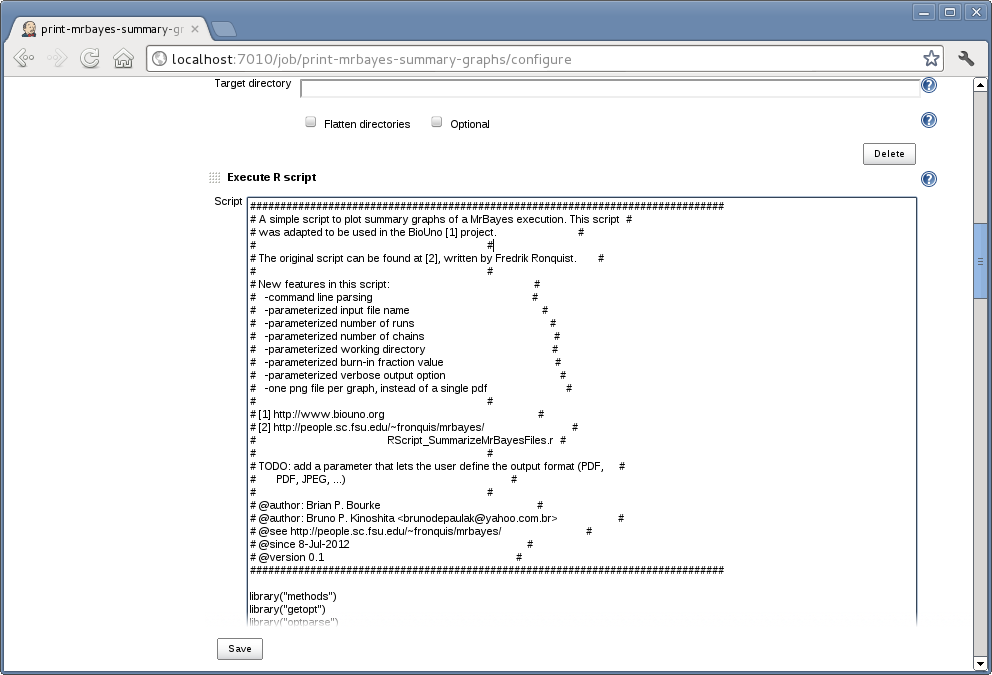 print-mrbayes-summary-gr
localhost:7010/job/print-mrbayes-summary-graphs/configure
Target directory
Flatten directories Optional
Delete
Execute R script
Script
###############################################################################
# A simple script to plot summary graphs of a MrBayes execution. This script #
# was adapted to be used in the BioUno [1] project. #
# #
# The original script can be found at [2], written by Fredrik Ronquist. #
# #
# New features in this script: #
# -command line parsing #
# -parameterized input file name #
# -parameterized number of runs #
# -parameterized number of chains #
# -parameterized working directory #
# -parameterized burn-in fraction value #
# -parameterized verbose output option #
# -one png file per graph, instead of a single pdf #
# #
# [1] http://www.biouno.org #
# [2] http://people.sc.fsu.edu/~fronquis/mrbayes/ #
# RScript_SummarizeMrBayesFiles.r #
# #
# TODO: add a parameter that lets the user define the output format (PDF, #
# PDF, JPEG, ...) #
# #
# @author: Brian P. Bourke #
# @author: Bruno P. Kinoshita <brunodepaulak@yahoo.com.br> #
# @see http://people.sc.fsu.edu/~fronquis/mrbayes/ #
# @since 8-Jul-2012 #
# @version 0.1 #
###############################################################################
library("methods")
library("getopt")
library("optparse")
Save